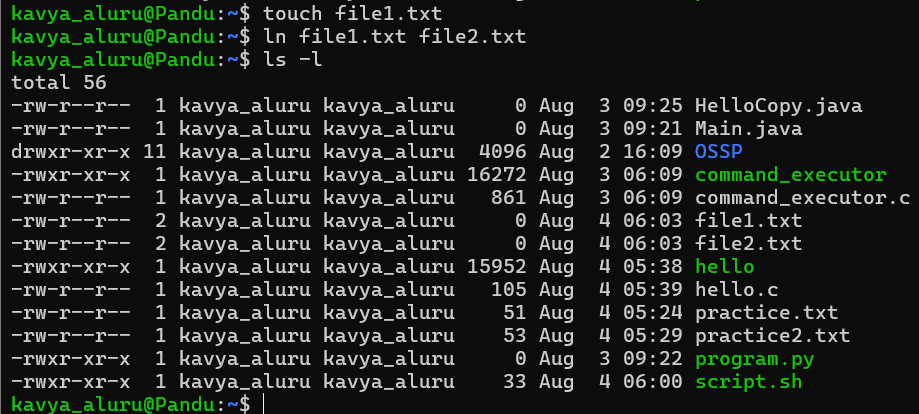 kavya_aluru@Pandu:~$ touch file1.txt
kavya_aluru@Pandu:~$ ln file1.txt file2.txt
kavya_aluru@Pandu:~$ ls -l
total 56
-rw-r--r--  1 kavya_aluru kavya_aluru     0 Aug  3 09:25 HelloCopy.java
-rw-r--r--  1 kavya_aluru kavya_aluru     0 Aug  3 09:21 Main.java
drwxr-xr-x 11 kavya_aluru kavya_aluru  4096 Aug  2 16:09 OSSP
-rwxr-xr-x  1 kavya_aluru kavya_aluru 16272 Aug  3 06:09 command_executor
-rw-r--r--  1 kavya_aluru kavya_aluru   861 Aug  3 06:09 command_executor.c
-rw-r--r--  2 kavya_aluru kavya_aluru     0 Aug  4 06:03 file1.txt
-rw-r--r--  2 kavya_aluru kavya_aluru     0 Aug  4 06:03 file2.txt
-rwxr-xr-x  1 kavya_aluru kavya_aluru 15952 Aug  4 05:38 hello
-rw-r--r--  1 kavya_aluru kavya_aluru   105 Aug  4 05:39 hello.c
-rw-r--r--  1 kavya_aluru kavya_aluru    51 Aug  4 05:24 practice.txt
-rw-r--r--  1 kavya_aluru kavya_aluru    53 Aug  4 05:29 practice2.txt
-rwxr-xr-x  1 kavya_aluru kavya_aluru     0 Aug  3 09:22 program.py
-rwxr-xr-x  1 kavya_aluru kavya_aluru    33 Aug  4 06:00 script.sh
kavya_aluru@Pandu:~$